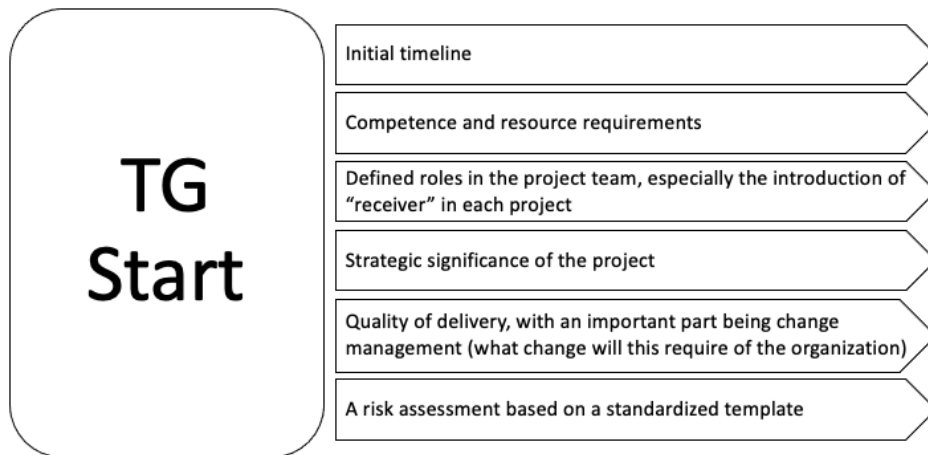 TG
Start
Initial timeline
Competence and resource requirements
Defined roles in the project team, especially the introduction of
“receiver” in each project
Strategic significance of the project
Quality of delivery, with an important part being change
management (what change will this require of the organization)
A risk assessment based on a standardized template